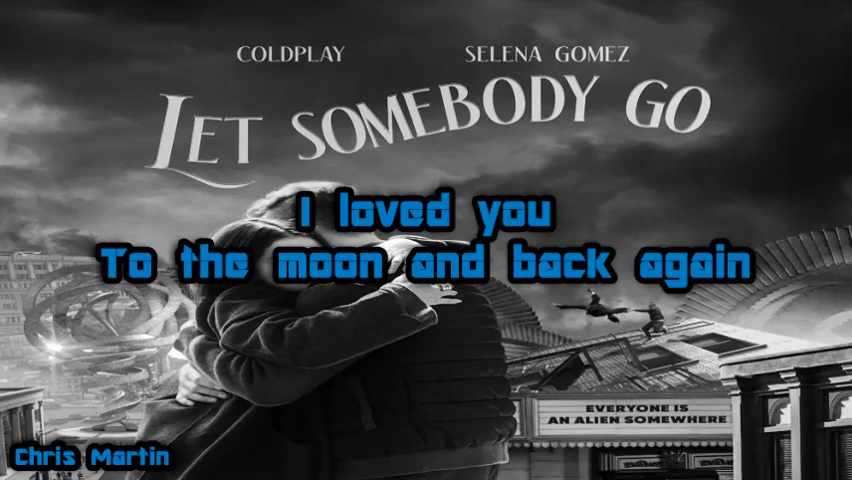 COLDPLAY SELENA GOMEZ
LET SOMEBODY GO
I loved you
To the moon and back again
EVERYONE IS
AN ALIEN SOMEWHERE
Chris Martin